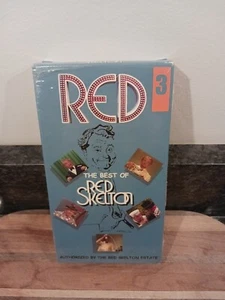 RED
3
THE BEST OF
RED
SKELTON
AUTHORIZED BY THE RED SKELTON ESTATE